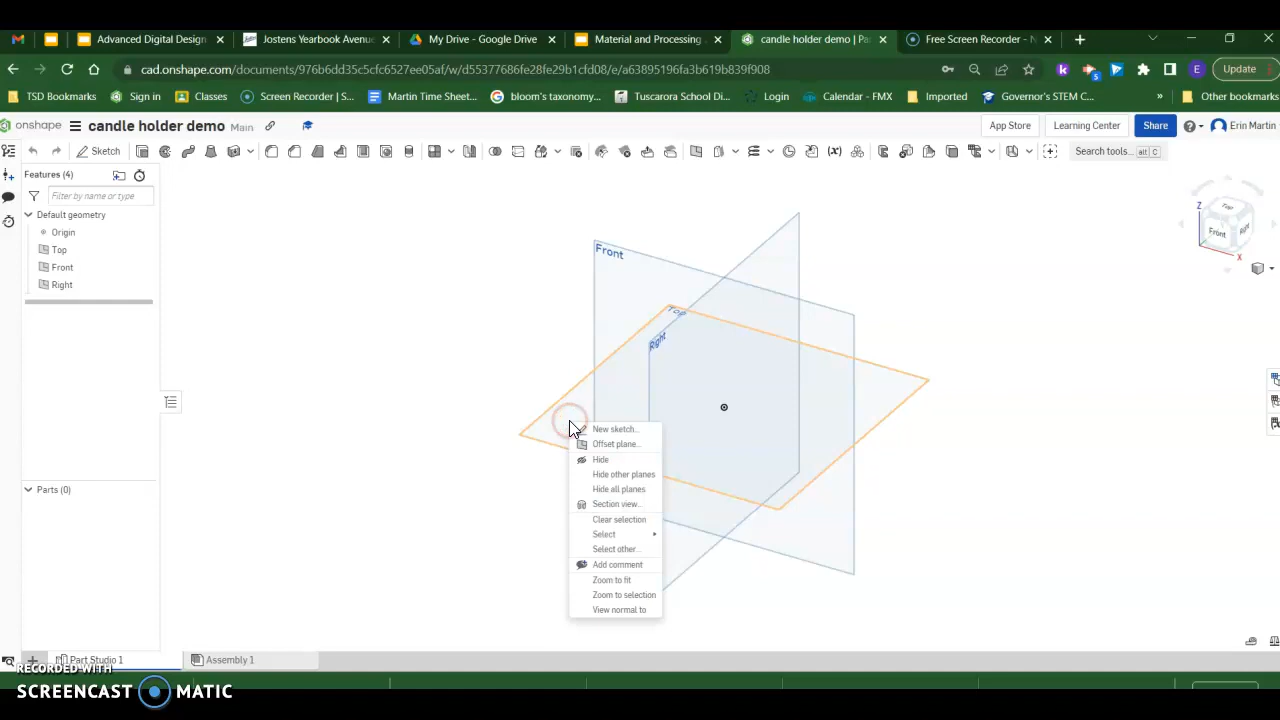 Advanced Digital Design
Jostens Yearbook Avenue
My Drive - Google Drive
Material and Processing
candle holder demo | Par
Free Screen Recorder - N
cad.onshape.com/documents/976b6dd35c5cfc6527ee05af/w/d55377686fe28fe29b1cfd08/e/a63895196fa3b619b839f908
E
Update
TSD Bookmarks
Sign in
Classes
Screen Recorder | S...
Martin Time Sheet...
bloom's taxonomy...
Tuscarora School Di...
Login
Calendar - FMX
Imported
Governor's STEM C...
»
Other bookmarks
onshape
candle holder demo Main
App Store
Learning Center
Share
Erin Martin
Sketch
Search tools... alt C
Features (4)
Filter by name or type
Default geometry
Origin
Top
Front
Right
Parts (0)
Front
Top
Right
Z
Top
Front
Right
X
New sketch...
Offset plane...
Hide
Hide other planes
Hide all planes
Section view...
Clear selection
Select
Select other...
Add comment
Zoom to fit
Zoom to selection
View normal to
Part Studio 1
Assembly 1
RECORDED WITH
SCREENCAST MATIC